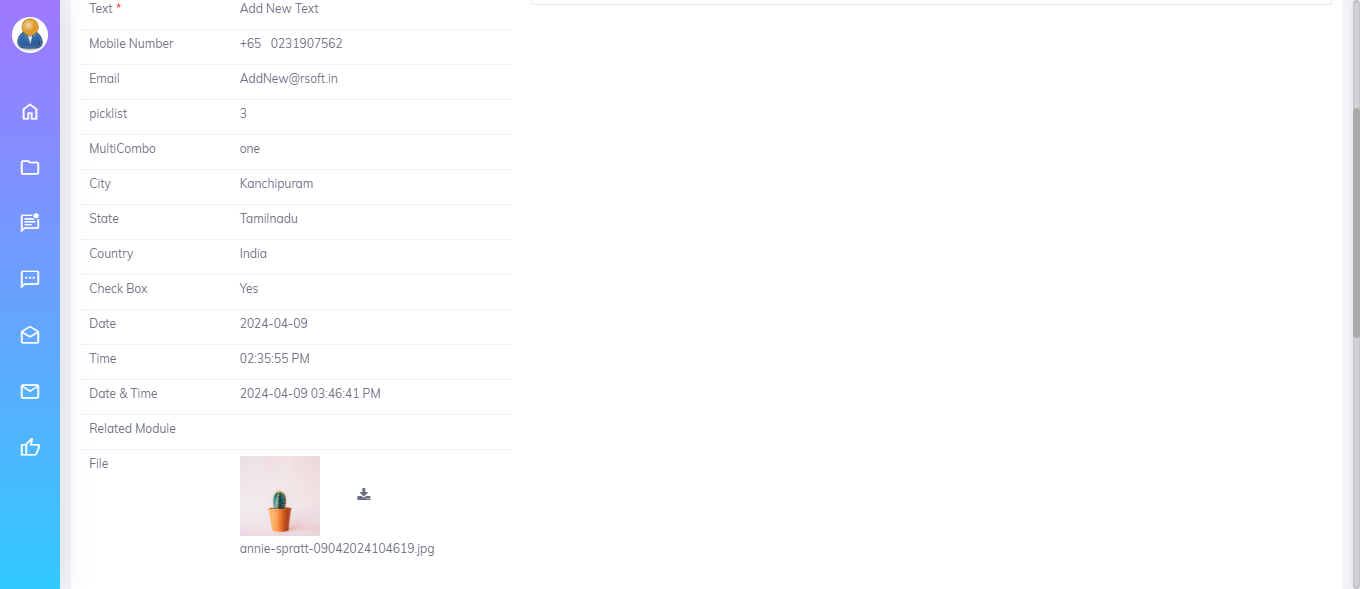 Text * Add New Text
Mobile Number +65 0231907562
Email AddNew@rsoft.in
picklist 3
MultiCombo one
City Kanchipuram
State Tamilnadu
Country India
Check Box Yes
Date 2024-04-09
Time 02:35:55 PM
Date & Time 2024-04-09 03:46:41 PM
Related Module
File
annie-spratt-09042024104619.jpg